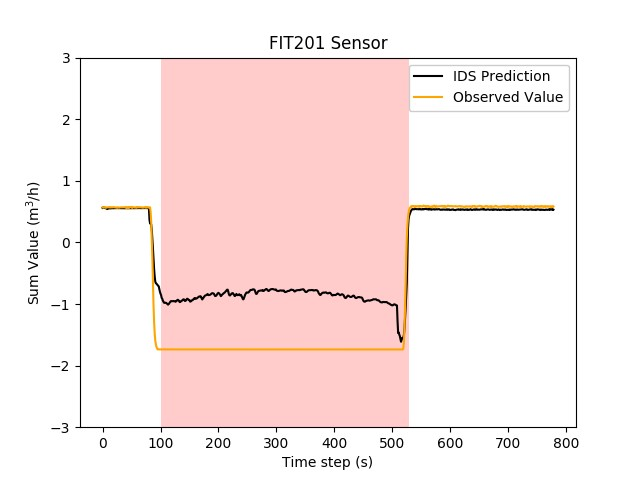 FIT201 Sensor
IDS Prediction
Observed Value
Sum Value (m³/h)
3
2
1
0
−1
−2
−3
0 100 200 300 400 500 600 700 800
Time step (s)